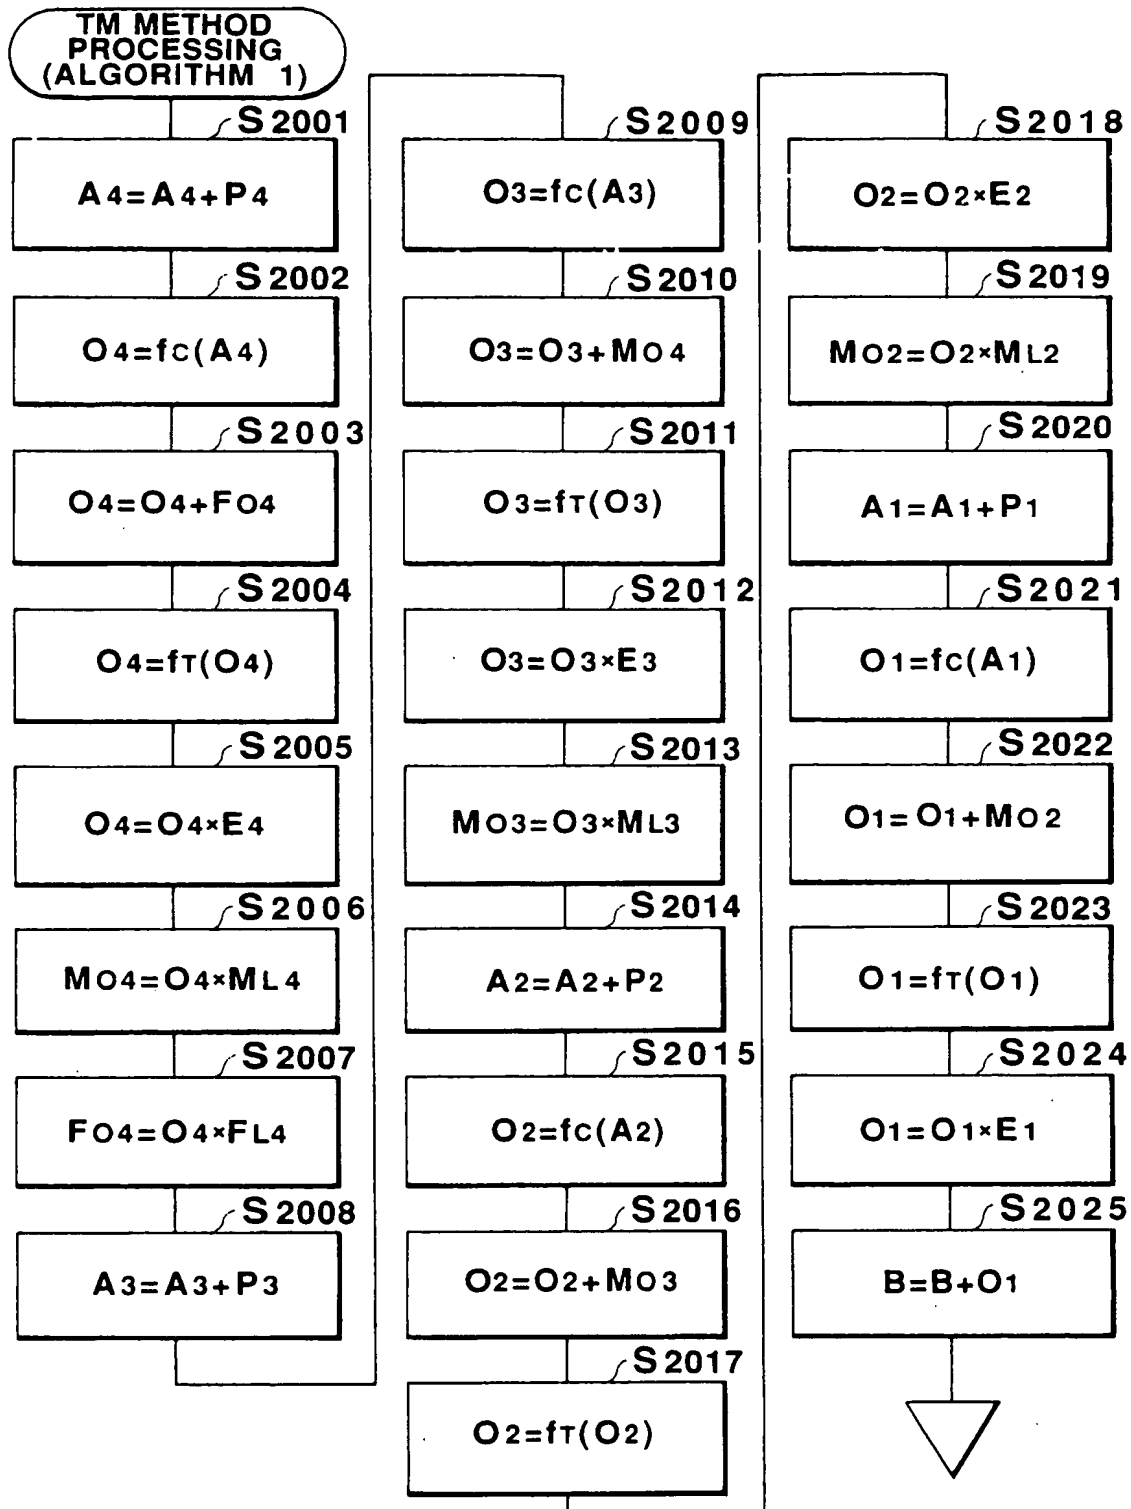 TM METHOD
PROCESSING
(ALGORITHM 1)
S2001
A4=A4+P4
S2002
O4=fC(A4)
S2003
O4=O4+FO4
S2004
O4=fT(O4)
S2005
O4=O4×E4
S2006
MO4=O4×ML4
S2007
FO4=O4×FL4
S2008
A3=A3+P3
S2009
O3=fC(A3)
S2010
O3=O3+MO4
S2011
O3=fT(O3)
S2012
O3=O3×E3
S2013
MO3=O3×ML3
S2014
A2=A2+P2
S2015
O2=fC(A2)
S2016
O2=O2+MO3
S2017
O2=fT(O2)
S2018
O2=O2×E2
S2019
MO2=O2×ML2
S2020
A1=A1+P1
S2021
O1=fC(A1)
S2022
O1=O1+MO2
S2023
O1=fT(O1)
S2024
O1=O1×E1
S2025
B=B+O1